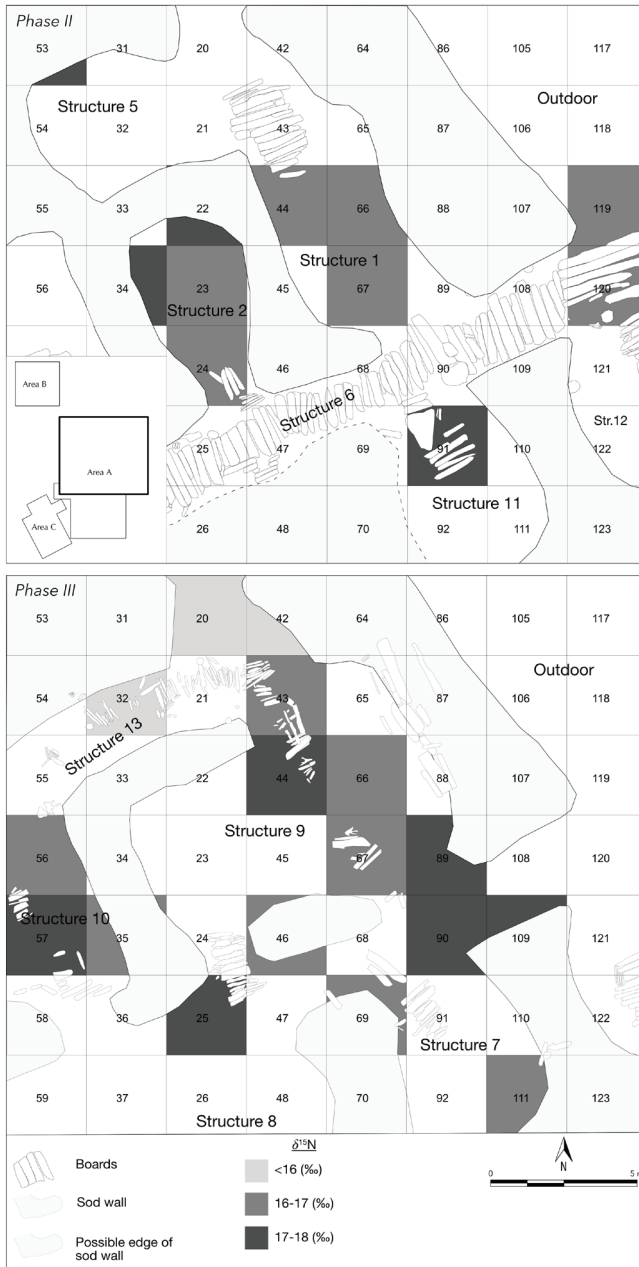 Phase II
53 31 20 42 64 86 105 117
Structure 5
Outdoor
54 32 21 43 65 87 106 118
55 33 22 44 66 88 107 119
Structure 1
56 34 23 45 67 89 108 120
Structure 2
24 46 68 90 109 121
Area B
Structure 6
Str.12
25 47 69 91 110 122
Area A
Area C
Structure 11
26 48 70 92 111 123
Phase III
53 31 20 42 64 86 105 117
Outdoor
54 32 21 43 65 87 106 118
Structure 13
55 33 22 44 66 88 107 119
Structure 9
56 34 23 45 67 89 108 120
Structure 10
57 35 24 46 68 90 109 121
58 36 25 47 69 91 110 122
Structure 7
59 37 26 48 70 92 111 123
Structure 8
δ¹⁵N
Boards
<16 (‰)
Sod wall
16-17 (‰)
Possible edge of
sod wall
17-18 (‰)
N
0 5 m